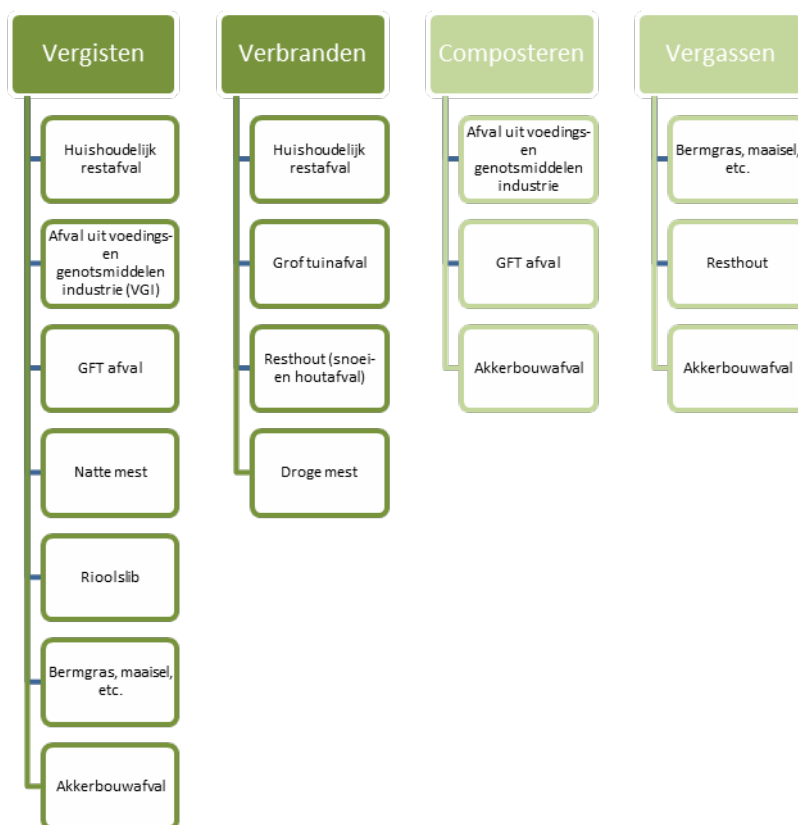 Vergisten
Huishoudelijk
restafval
Afval uit voedings-
en
genotsmiddelen
industrie (VGI)
GFT afval
Natte mest
Rioolslib
Bermgras, maaisel,
etc.
Akkerbouwafval
Verbranden
Huishoudelijk
restafval
Grof tuinafval
Resthout (snoei-
en houtafval)
Droge mest
Composteren
Afval uit voedings-
en
genotsmiddelen
industrie
GFT afval
Akkerbouwafval
Vergassen
Bermgras, maaisel,
etc.
Resthout
Akkerbouwafval